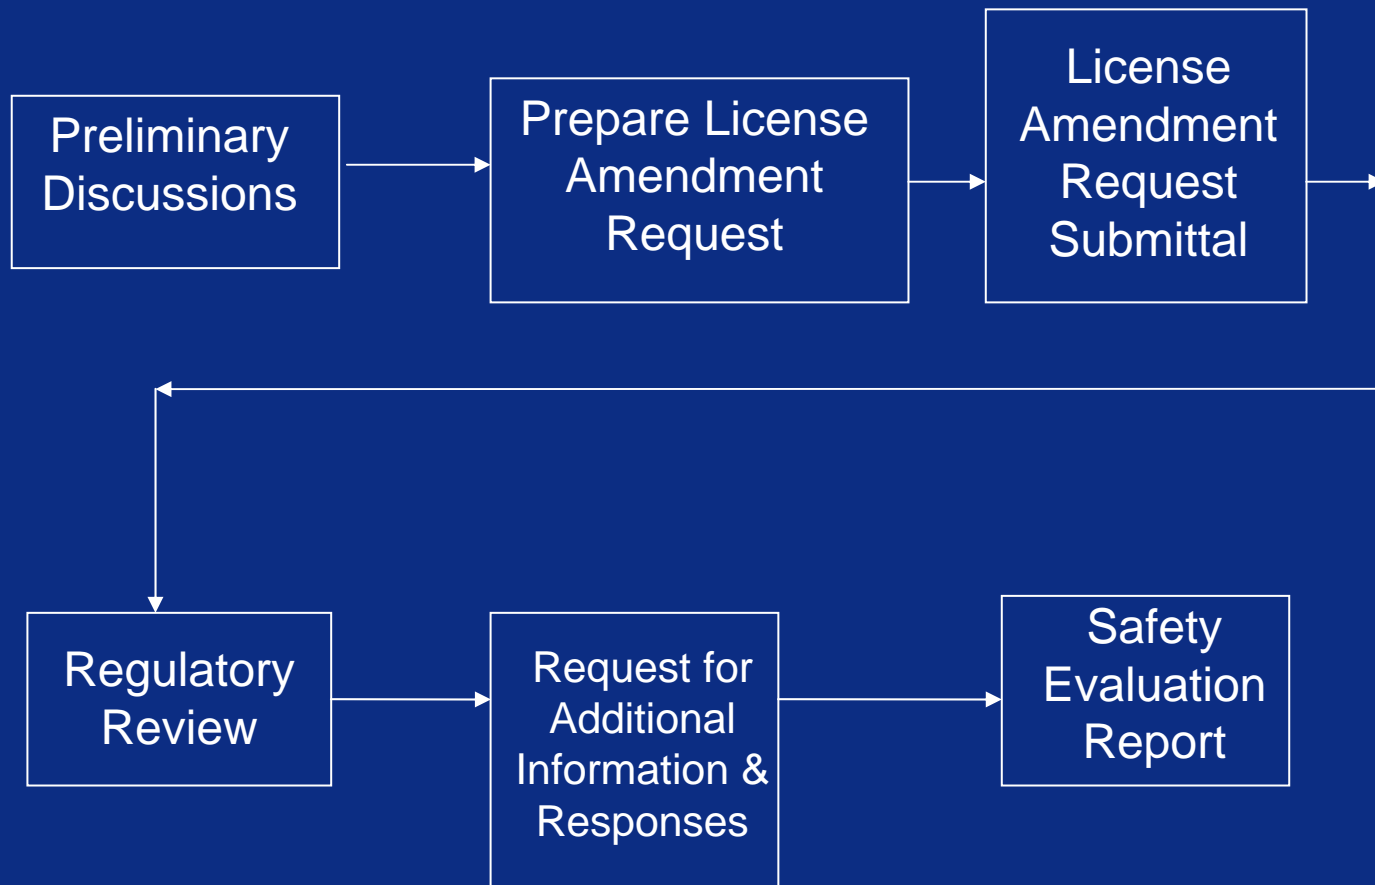 Preliminary
Discussions
Prepare License
Amendment
Request
License
Amendment
Request
Submittal
Regulatory
Review
Request for
Additional
Information &
Responses
Safety
Evaluation
Report